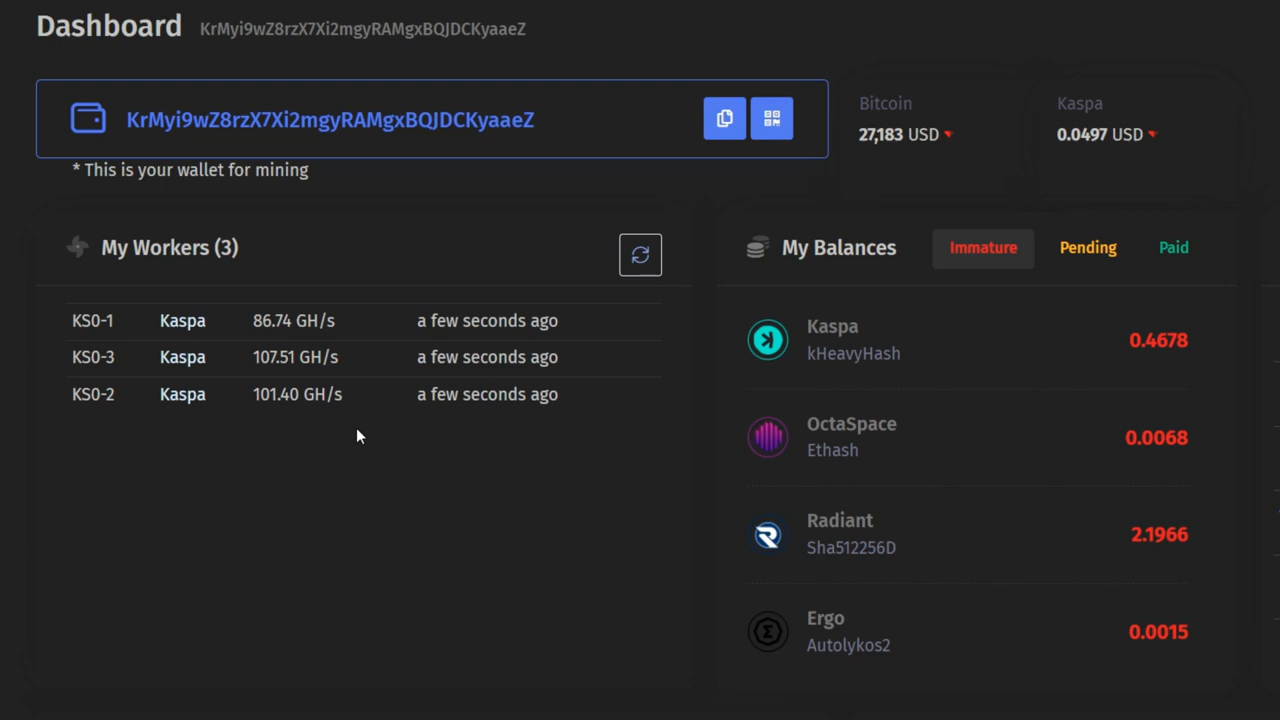 Dashboard KrMyi9wZ8rzX7Xi2mgyRAMgxBQJDCKyaaeZ
KrMyi9wZ8rzX7Xi2mgyRAMgxBQJDCKyaaeZ
* This is your wallet for mining
Bitcoin
27,183 USD
Kaspa
0.0497 USD
My Workers (3)
KS0-1 Kaspa 86.74 GH/s a few seconds ago
KS0-3 Kaspa 107.51 GH/s a few seconds ago
KS0-2 Kaspa 101.40 GH/s a few seconds ago
My Balances Immature Pending Paid
Kaspa
kHeavyHash
0.4678
OctaSpace
Ethash
0.0068
Radiant
Sha512256D
2.1966
Ergo
Autolykos2
0.0015